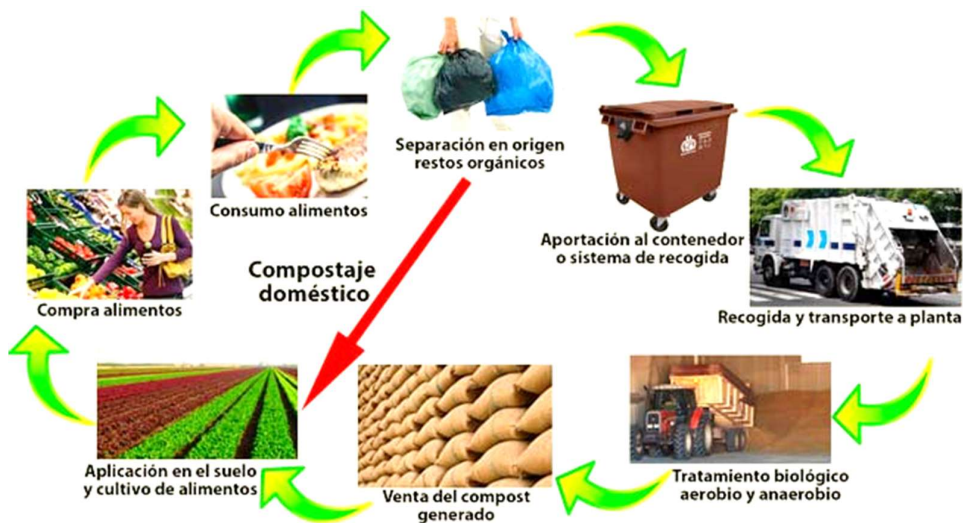 Separación en origen
restos orgánicos
Consumo alimentos
Aportación al contenedor
o sistema de recogida
Compostaje
doméstico
Compra alimentos
Recogida y transporte a planta
Aplicación en el suelo
y cultivo de alimentos
Venta del compost
generado
Tratamiento biológico
aerobio y anaerobio